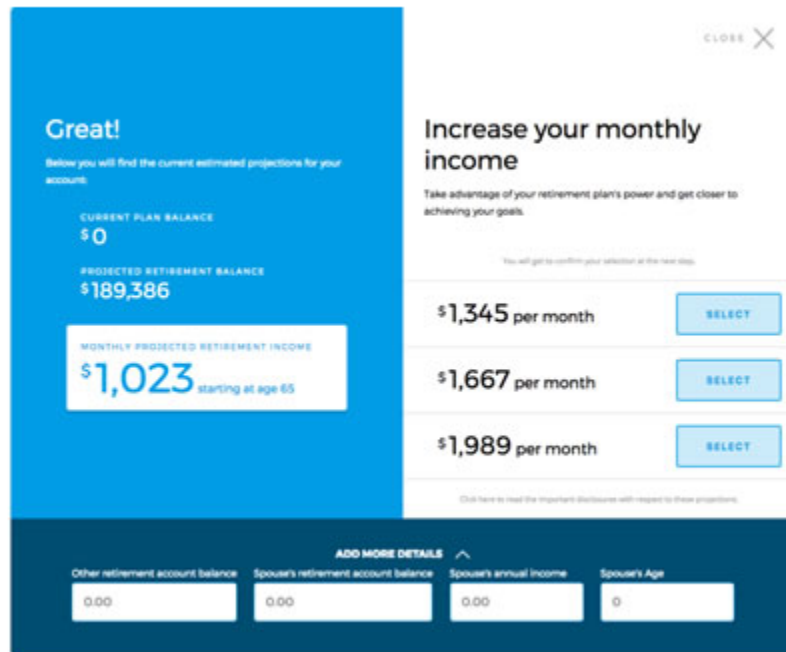 CLOSE
Great!
Below you will find the current estimated projections for your
account:
CURRENT PLAN BALANCE
$0
PROJECTED RETIREMENT BALANCE
$189,386
MONTHLY PROJECTED RETIREMENT INCOME
$1,023 starting at age 65
Increase your monthly
income
Take advantage of your retirement plan's power and get closer to
achieving your goals.
You will get to confirm your selection at the next step.
$1,345 per month
SELECT
$1,667 per month
SELECT
$1,989 per month
SELECT
Click here to read the important disclosures with respect to these projections.
ADD MORE DETAILS
Other retirement account balance
0.00
Spouse's retirement account balance
0.00
Spouse's annual income
0.00
Spouse's Age
0